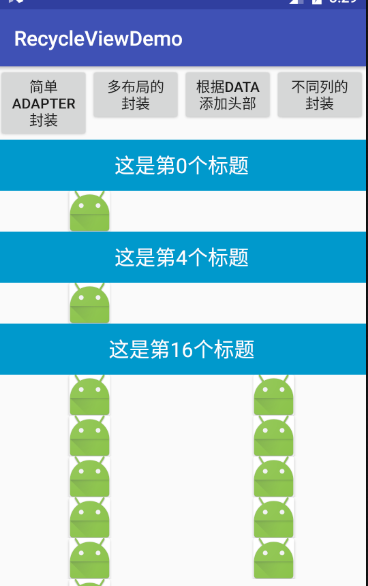 RecycleViewDemo
简单
ADAPTER
封装
多布局的
封装
根据DATA
添加头部
不同列的
封装
这是第0个标题
这是第4个标题
这是第16个标题